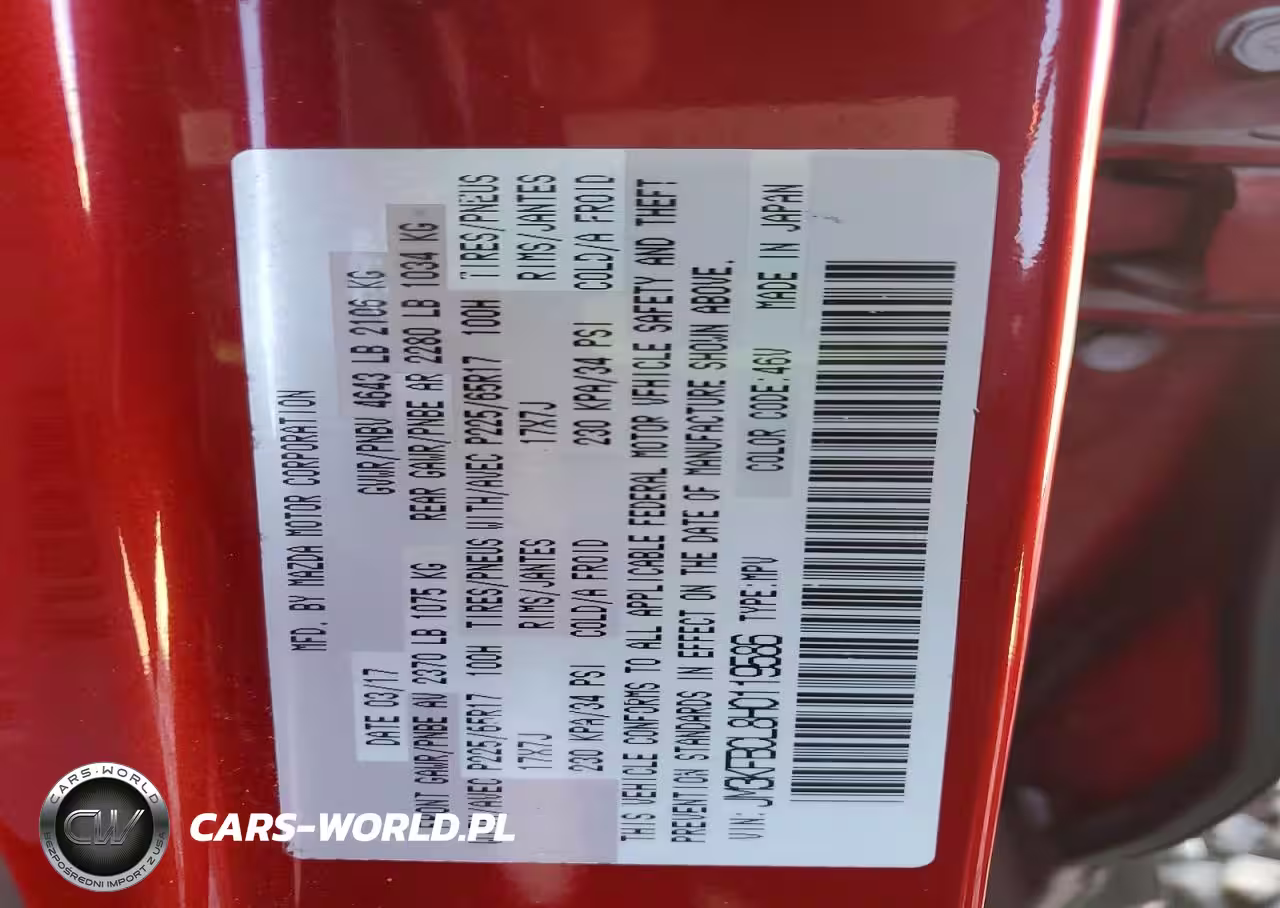 MFD. BY MAZDA MOTOR CORPORATION
DATE 03/17 GVWR/PNBV 4643 LB 2106 KG
FRONT GAWR/PNBE AV 2370 LB 1075 KG REAR GAWR/PNBE AR 2280 LB 1034 KG
WITH/AVEC P225/65R17 100H TIRES/PNEUS WITH/AVEC P225/65R17 100H TIRES/PNEUS
17X7J RIMS/JANTES 17X7J RIMS/JANTES
230 KPA/34 PSI COLD/A FROID 230 KPA/34 PSI COLD/A FROID
THIS VEHICLE CONFORMS TO ALL APPLICABLE FEDERAL MOTOR VEHICLE SAFETY AND THEFT
PREVENTION STANDARDS IN EFFECT ON THE DATE OF MANUFACTURE SHOWN ABOVE.
VIN: JM3KFBCL8H0119586 TYPE:MPV COLOR CODE:46V MADE IN JAPAN
CARS-WORLD
CW
BEZPOŚREDNI IMPORT Z USA
CARS-WORLD.PL